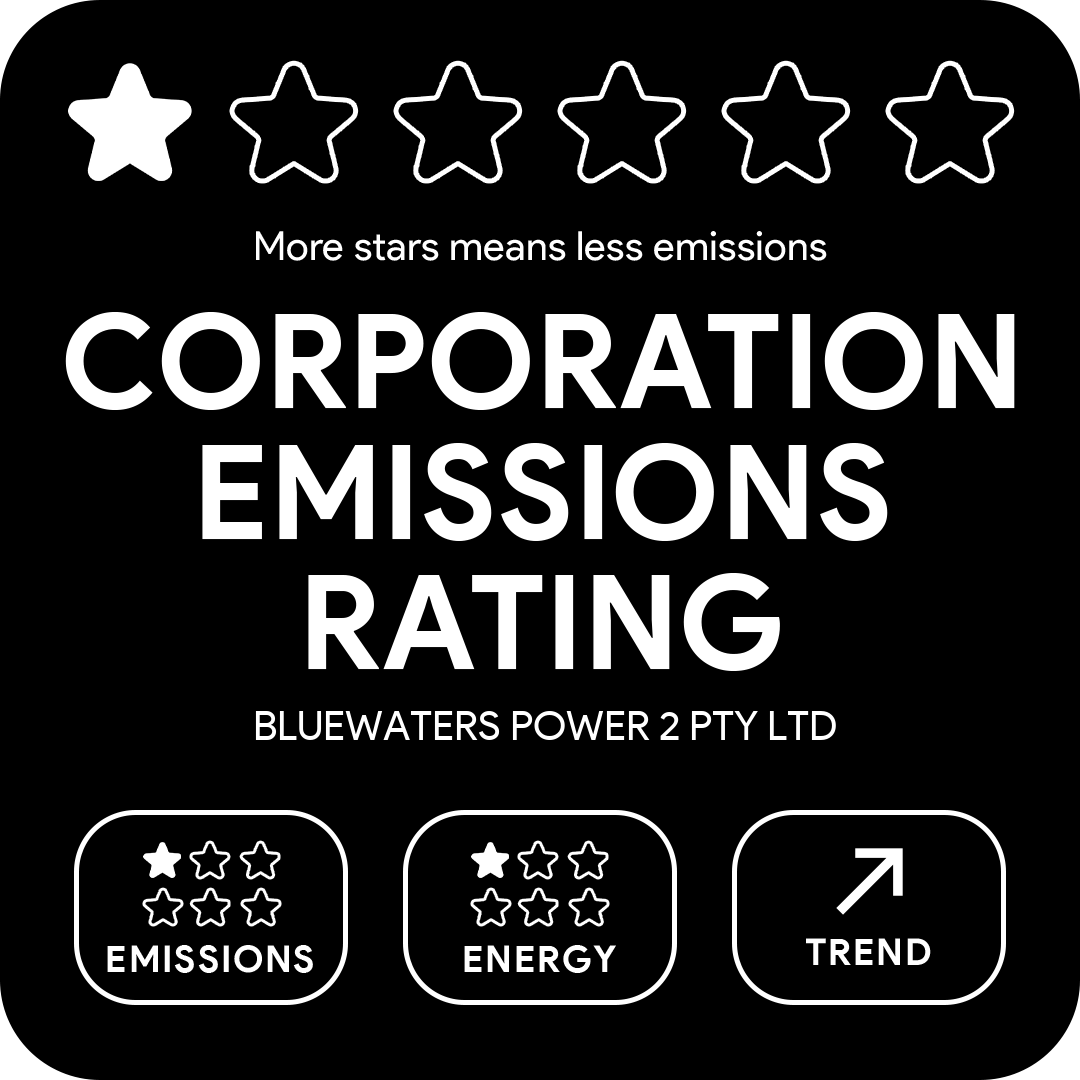 More stars means less emissions
CORPORATION
EMISSIONS
RATING
BLUEWATERS POWER 2 PTY LTD
EMISSIONS
ENERGY
TREND